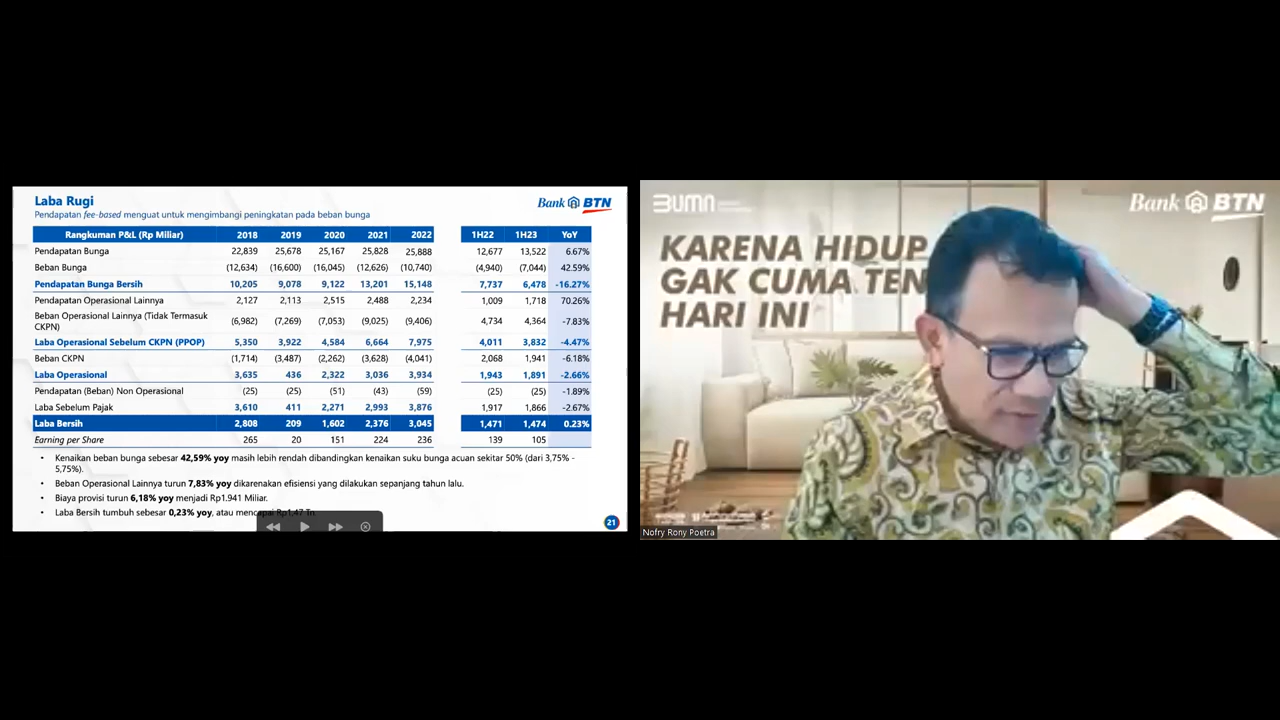 Laba Rugi
Pendapatan fee-based menguat untuk mengimbangi peningkatan pada beban bunga
Bank BTN
Rangkuman P&L (Rp Miliar) 2018 2019 2020 2021 2022 1H22 1H23 YoY
Pendapatan Bunga 22,839 25,678 25,167 25,828 25,888 12,677 13,522 6.67%
Beban Bunga (12,634) (16,600) (16,045) (12,626) (10,740) (4,940) (7,044) 42.59%
Pendapatan Bunga Bersih 10,205 9,078 9,122 13,201 15,148 7,737 6,478 -16.27%
Pendapatan Operasional Lainnya 2,127 2,113 2,515 2,488 2,234 1,009 1,718 70.26%
Beban Operasional Lainnya (Tidak Termasuk
CKPN) (6,982) (7,269) (7,053) (9,025) (9,406) 4,734 4,364 -7.83%
Laba Operasional Sebelum CKPN (PPOP) 5,350 3,922 4,584 6,664 7,975 4,011 3,832 -4.47%
Beban CKPN (1,714) (3,487) (2,262) (3,628) (4,041) 2,068 1,941 -6.18%
Laba Operasional 3,635 436 2,322 3,036 3,934 1,943 1,891 -2.66%
Pendapatan (Beban) Non Operasional (25) (25) (51) (43) (59) (25) (25) -1.89%
Laba Sebelum Pajak 3,610 411 2,271 2,993 3,876 1,917 1,866 -2.67%
Laba Bersih 2,808 209 1,602 2,376 3,045 1,471 1,474 0.23%
Earning per Share 265 20 151 224 236 139 105
• Kenaikan beban bunga sebesar 42,59% yoy masih lebih rendah dibandingkan kenaikan suku bunga acuan sekitar 50% (dari 3,75% -
5,75%).
• Beban Operasional Lainnya turun 7,83% yoy dikarenakan efisiensi yang dilakukan sepanjang tahun lalu.
• Biaya provisi turun 6,18% yoy menjadi Rp1.941 Miliar.
• Laba Bersih tumbuh sebesar 0,23% yoy, atau mencapai Rp1,47 Tn.
21
BUMN
Bank BTN
KARENA HIDUP
GAK CUMA TEN
HARI INI
Nofry Rony Poetra